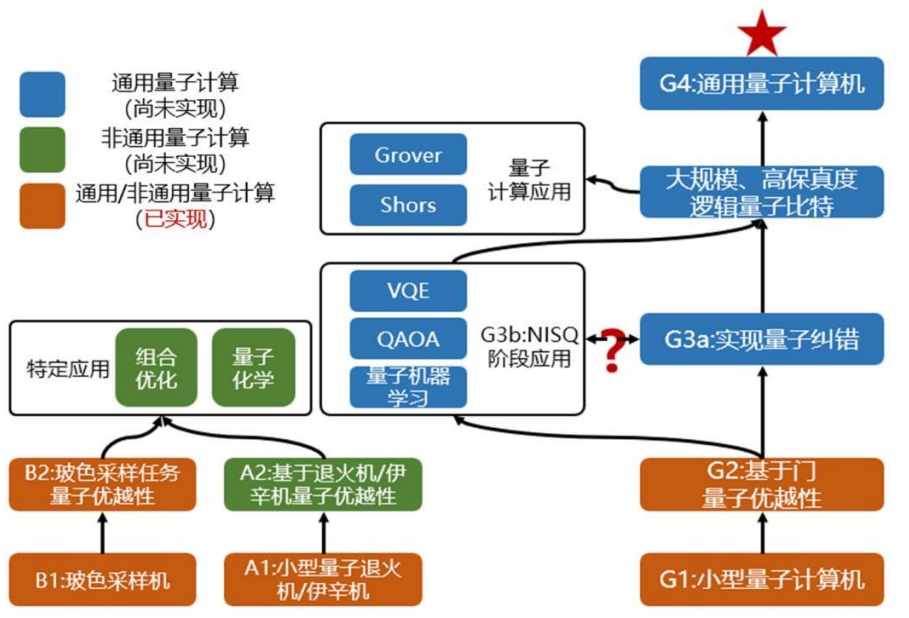 G4:通用量子计算机
通用量子计算
(尚未实现)
非通用量子计算
(尚未实现)
通用/非通用量子计算
(已实现)
Grover
Shors
量子
计算应用
大规模、高保真度
逻辑量子比特
VQE
QAOA
量子机器
学习
G3b:NISQ
阶段应用
?
G3a:实现量子纠错
特定应用
组合
优化
量子
化学
B2:玻色采样任务
量子优越性
A2:基于退火机/伊
辛机量子优越性
G2:基于门
量子优越性
B1:玻色采样机
A1:小型量子退火
机/伊辛机
G1:小型量子计算机